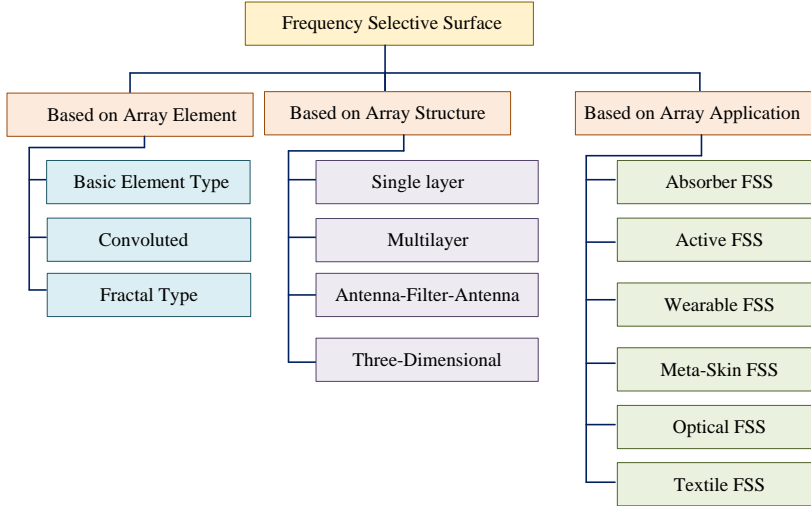 Frequency Selective Surface
Based on Array Element
Basic Element Type
Convoluted
Fractal Type
Based on Array Structure
Single layer
Multilayer
Antenna-Filter-Antenna
Three-Dimensional
Based on Array Application
Absorber FSS
Active FSS
Wearable FSS
Meta-Skin FSS
Optical FSS
Textile FSS